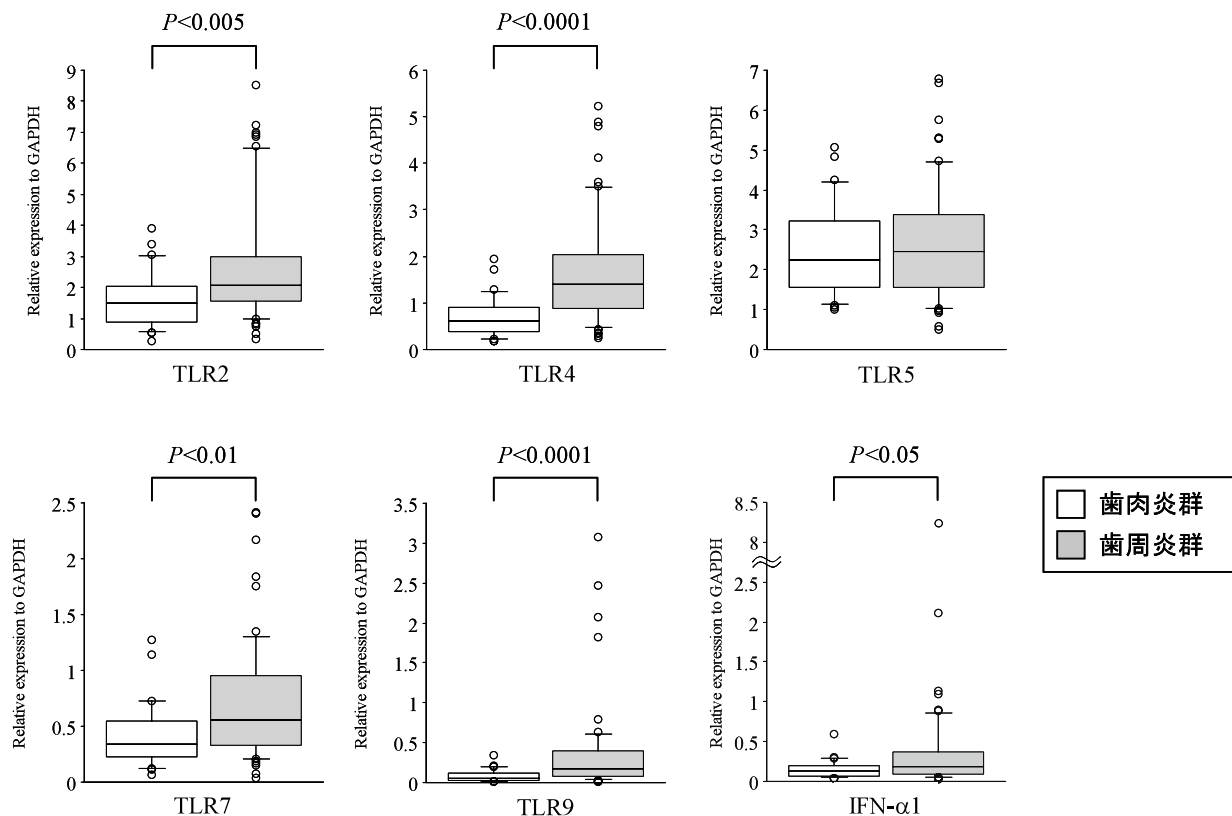 P<0.005
Relative expression to GAPDH
9
8
7
6
5
4
3
2
1
0
TLR2
P<0.0001
Relative expression to GAPDH
6
5
4
3
2
1
0
TLR4
Relative expression to GAPDH
7
6
5
4
3
2
1
0
TLR5
P<0.01
Relative expression to GAPDH
2.5
2
1.5
1
0.5
0
TLR7
P<0.0001
Relative expression to GAPDH
3.5
3
2.5
2
1.5
1
0.5
0
TLR9
P<0.05
Relative expression to GAPDH
8.5
8
2.5
2
1.5
1
0.5
0
IFN-α1
歯肉炎群
歯周炎群